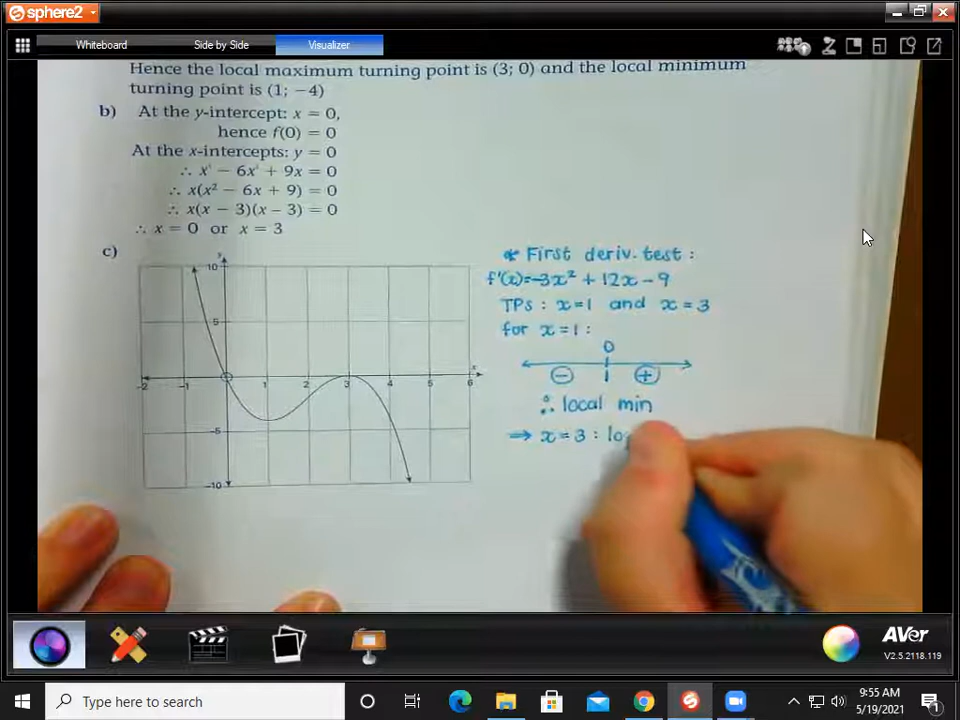 sphere2
Whiteboard Side by Side Visualizer
Hence the local maximum turning point is (3; 0) and the local minimum
turning point is (1; −4)
b) At the y-intercept: x = 0,
hence f(0) = 0
At the x-intercepts: y = 0
∴ x³ − 6x² + 9x = 0
∴ x(x² − 6x + 9) = 0
∴ x(x − 3)(x − 3) = 0
∴ x = 0 or x = 3
c)
y
10
5
x
−2 −1 1 2 3 4 5 6
−5
−10
* First deriv. test :
f'(x)=-3x² + 12x - 9
TPs : x=1 and x=3
for x=1 :
0
- 1 +
∴ local min
⇒ x=3 : lo
AVer
V2.5.2118.119
Type here to search
9:55 AM
5/19/2021
1